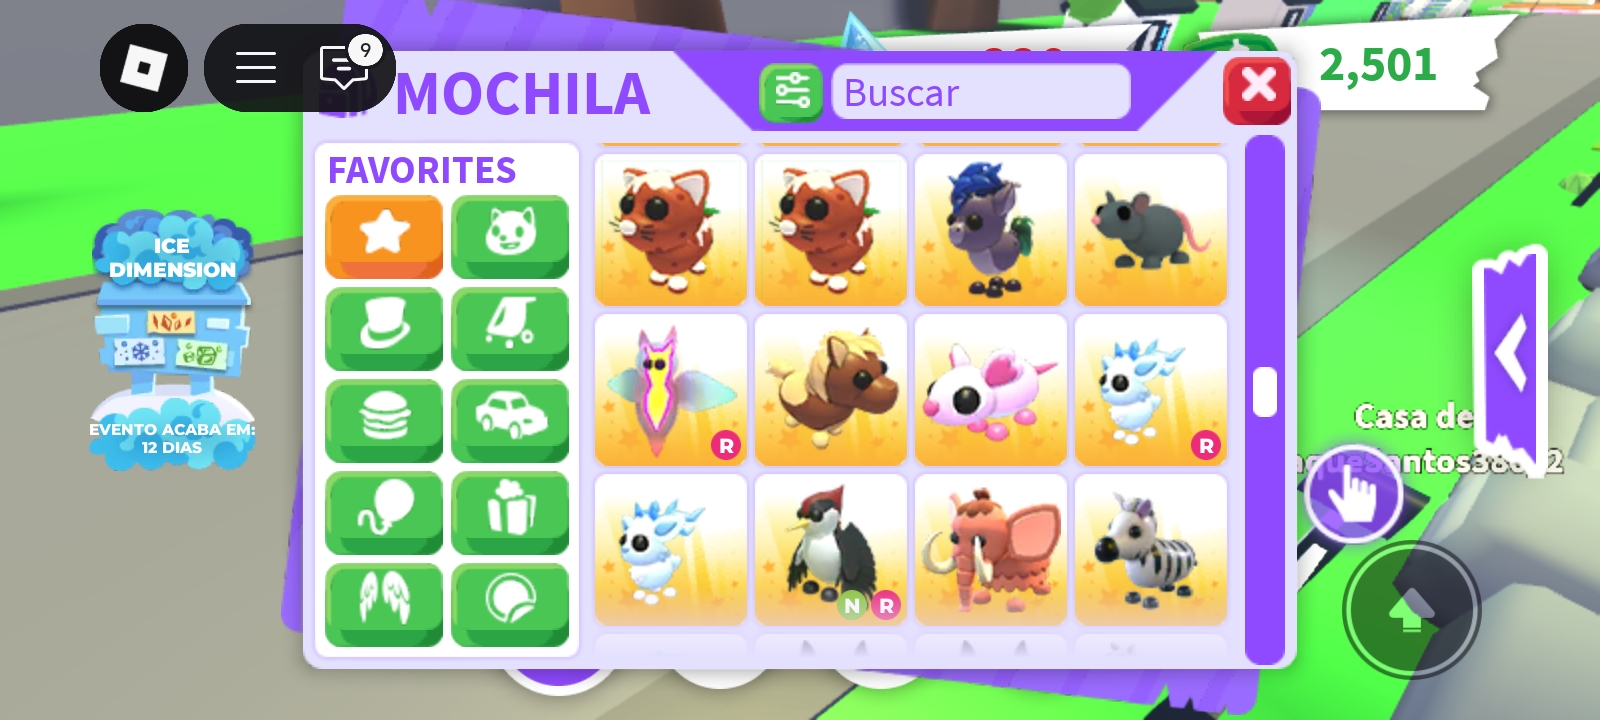 9
MOCHILA
Buscar
2,501
FAVORITES
ICE
DIMENSION
EVENTO ACABA EM:
12 DIAS
R
R
N R
Casa de